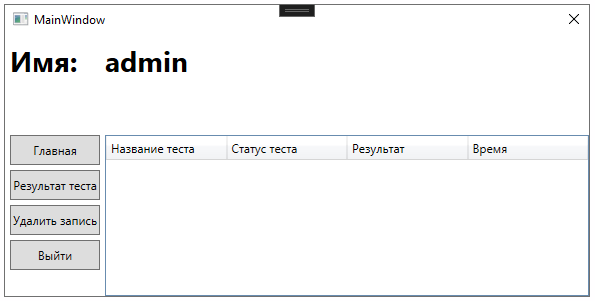 MainWindow
Имя: admin
Главная
Результат теста
Удалить запись
Выйти
Название теста Статус теста Результат Время